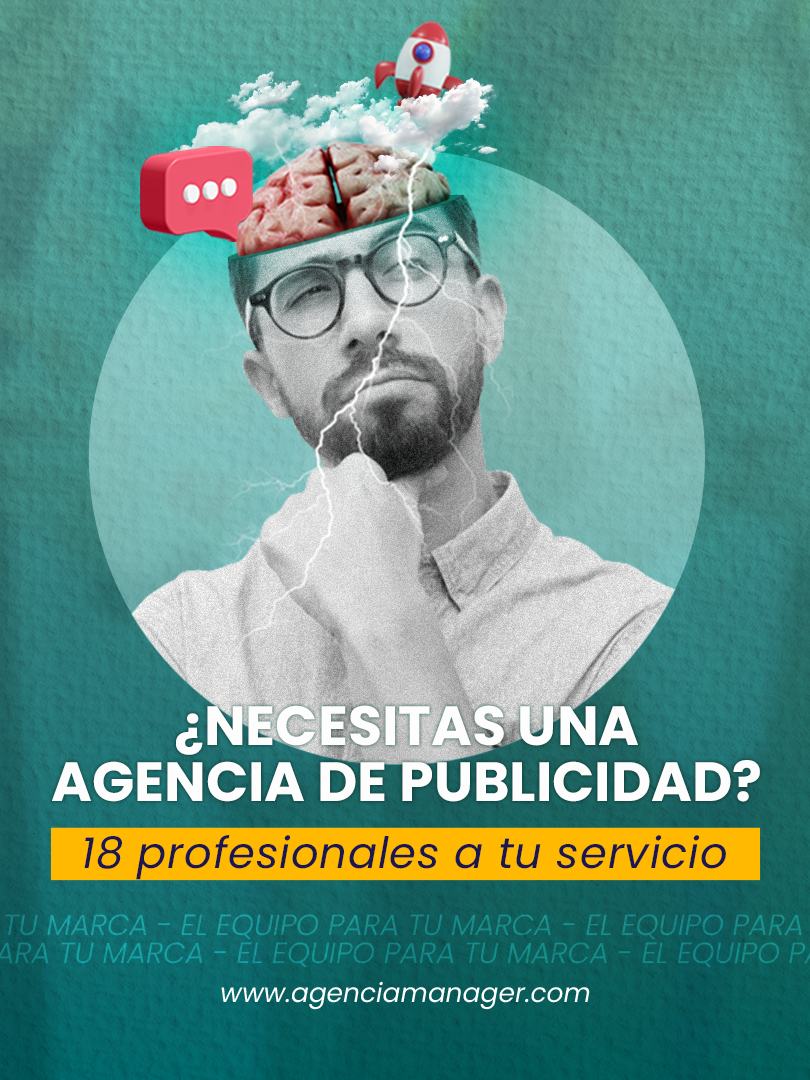 ¿NECESITAS UNA
AGENCIA DE PUBLICIDAD?
18 profesionales a tu servicio
TU MARCA - EL EQUIPO PARA TU MARCA - EL EQUIPO PARA
ARA TU MARCA - EL EQUIPO PARA TU MARCA - EL EQUIPO PA
www.agenciamanager.com